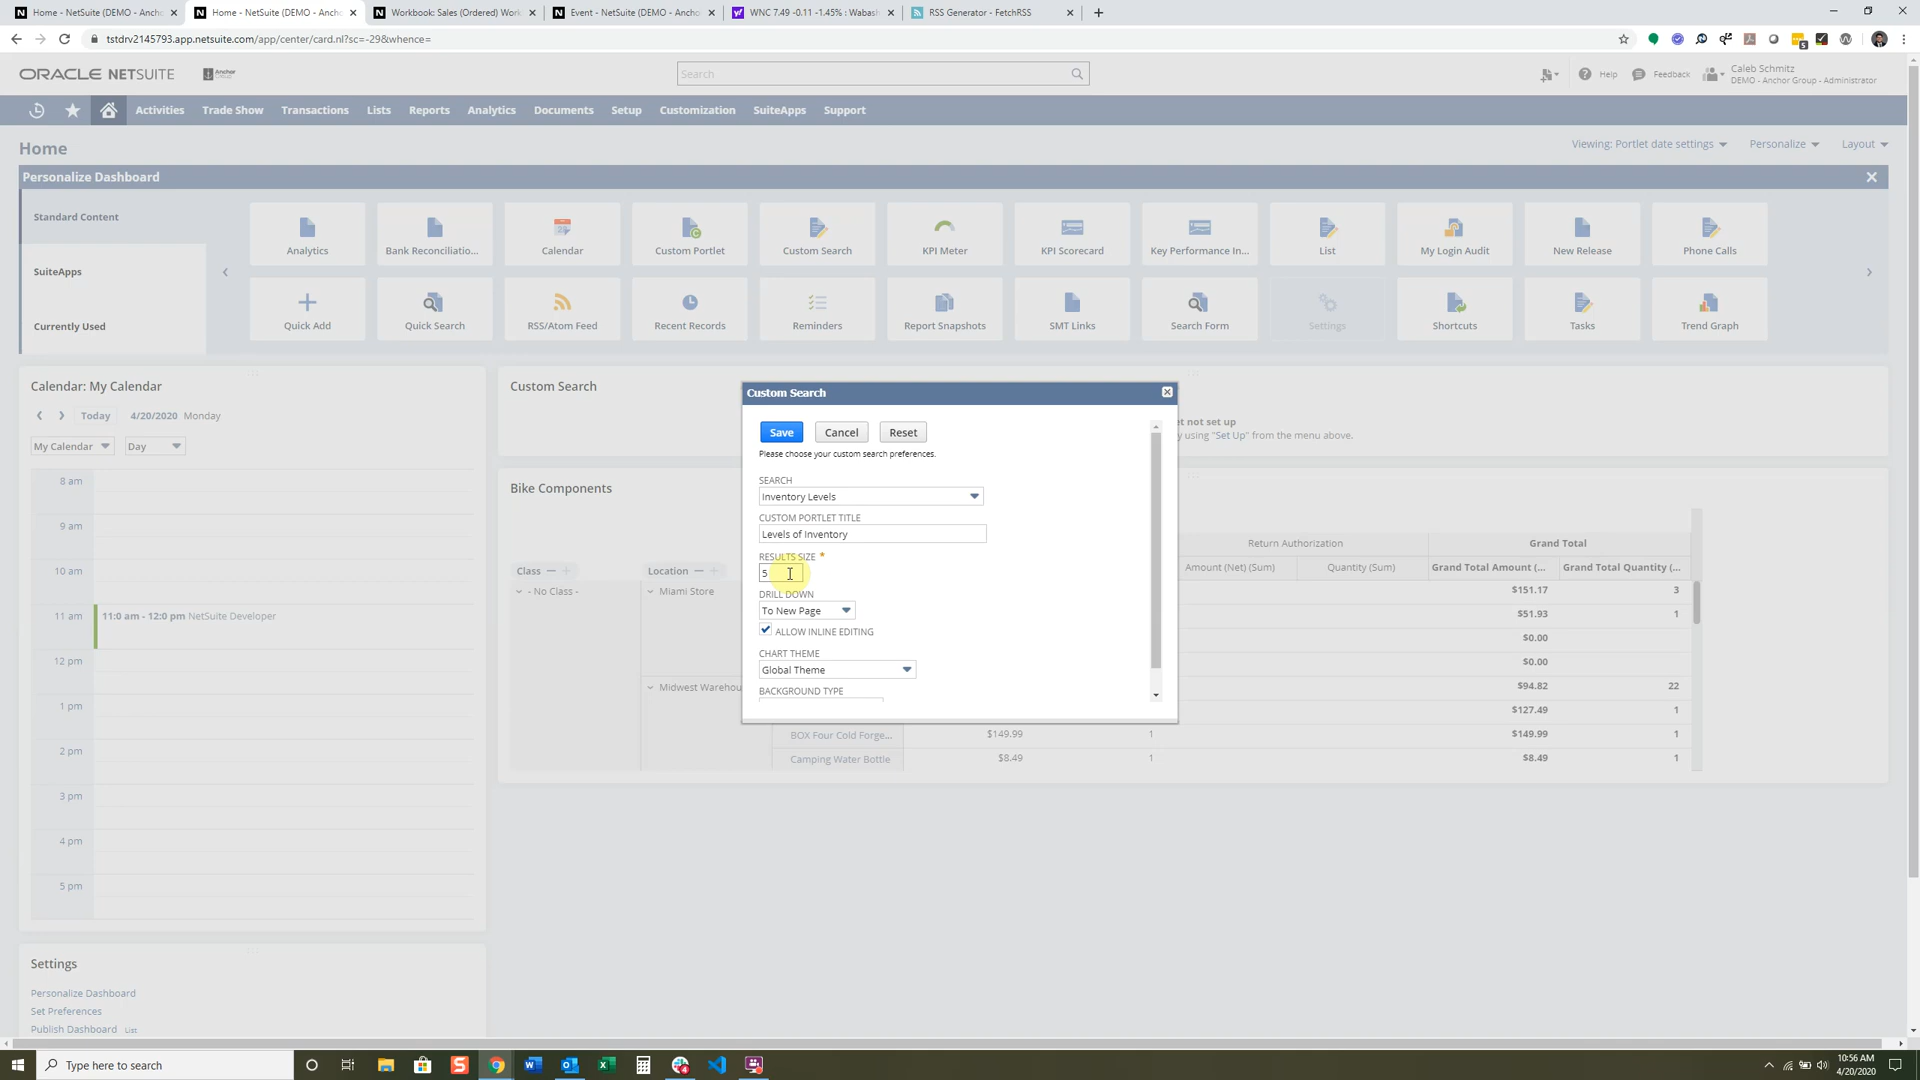 Home - NetSuite (DEMO - Ancho
Home - NetSuite (DEMO - Ancho
Workbook: Sales (Ordered) Work
Event - NetSuite (DEMO - Ancho
WNC 7.49 -0.11 -1.45% : Wabash
RSS Generator - FetchRSS
tstdrv2145793.app.netsuite.com/app/center/card.nl?sc=-29&whence=
ORACLE NETSUITE
Anchor Group
Search
Help
Feedback
Caleb Schmitz
DEMO - Anchor Group - Administrator
Activities
Trade Show
Transactions
Lists
Reports
Analytics
Documents
Setup
Customization
SuiteApps
Support
Home
Viewing: Portlet date settings
Personalize
Layout
Personalize Dashboard
Standard Content
SuiteApps
Currently Used
Analytics
Bank Reconciliatio...
Calendar
Custom Portlet
Custom Search
KPI Meter
KPI Scorecard
Key Performance In...
List
My Login Audit
New Release
Phone Calls
Quick Add
Quick Search
RSS/Atom Feed
Recent Records
Reminders
Report Snapshots
SMT Links
Search Form
Settings
Shortcuts
Tasks
Trend Graph
Calendar: My Calendar
Today
4/20/2020 Monday
My Calendar
Day
8 am
9 am
10 am
11 am
11:0 am - 12:0 pm NetSuite Developer
12 pm
1 pm
2 pm
3 pm
4 pm
5 pm
Settings
Personalize Dashboard
Set Preferences
Publish Dashboard List
Custom Search
et not set up
y using "Set Up" from the menu above.
Bike Components
Return Authorization
Grand Total
Class
Location
Amount (Net) (Sum)
Quantity (Sum)
Grand Total Amount (...
Grand Total Quantity (...
- No Class -
Miami Store
$151.17 3
$51.93 1
$0.00
$0.00
Midwest Warehou
$94.82 22
$127.49 1
BOX Four Cold Forge... $149.99 1 $149.99 1
Camping Water Bottle $8.49 1 $8.49 1
Custom Search
Save
Cancel
Reset
Please choose your custom search preferences.
SEARCH
Inventory Levels
CUSTOM PORTLET TITLE
Levels of Inventory
RESULTS SIZE *
5
DRILL DOWN
To New Page
ALLOW INLINE EDITING
CHART THEME
Global Theme
BACKGROUND TYPE
Type here to search
10:56 AM
4/20/2020